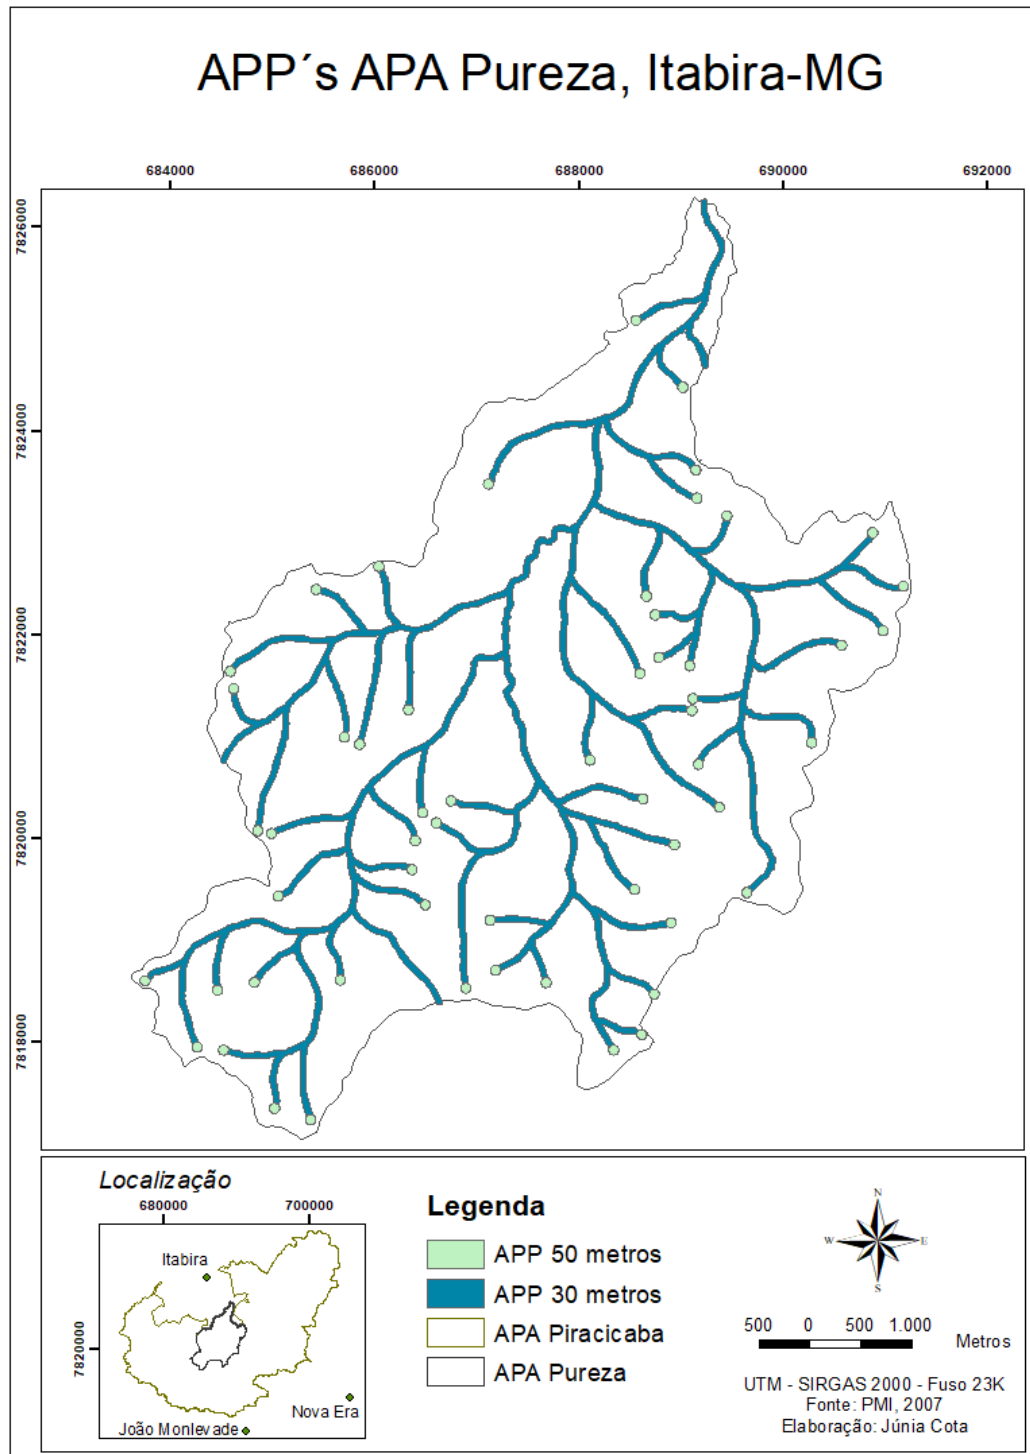 APP´s APA Pureza, Itabira-MG
684000 686000 688000 690000 692000
7826000
7824000
7822000
7820000
7818000
Localização
680000 700000
7820000
Itabira
Nova Era
João Monlevade
Legenda
APP 50 metros
APP 30 metros
APA Piracicaba
APA Pureza
N
W E
S
500 0 500 1.000
Metros
UTM - SIRGAS 2000 - Fuso 23K
Fonte: PMI, 2007
Elaboração: Júnia Cota